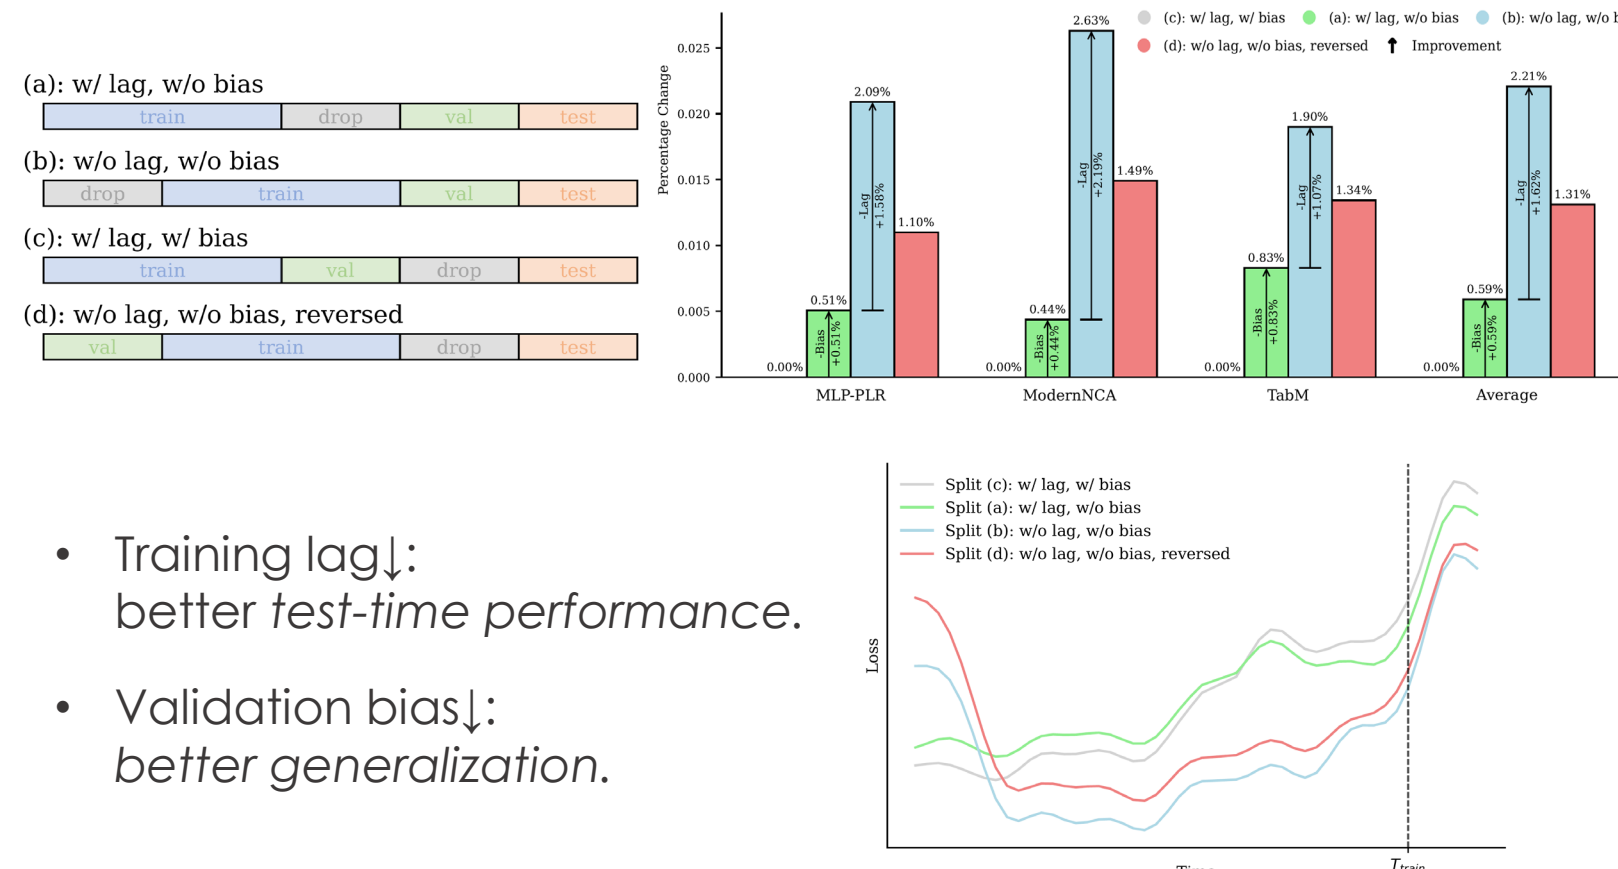 (a): w/ lag, w/o bias
train drop val test
(b): w/o lag, w/o bias
drop train val test
(c): w/ lag, w/ bias
train val drop test
(d): w/o lag, w/o bias, reversed
val train drop test
(c): w/ lag, w/ bias (a): w/ lag, w/o bias (b): w/o lag, w/o
(d): w/o lag, w/o bias, reversed Improvement
Percentage Change
0.025
0.020
0.015
0.010
0.005
0.000
0.00%
0.51%
-Bias
+0.51%
2.09%
-Lag
+1.58%
1.10%
MLP-PLR
0.00%
0.44%
-Bias
+0.44%
2.63%
-Lag
+2.19%
1.49%
ModernNCA
0.00%
0.83%
-Bias
+0.83%
1.90%
-Lag
+1.07%
1.34%
TabM
0.00%
0.59%
-Bias
+0.59%
2.21%
-Lag
+1.62%
1.31%
Average
• Training lag↓:
better test-time performance.
• Validation bias↓:
better generalization.
Split (c): w/ lag, w/ bias
Split (a): w/ lag, w/o bias
Split (b): w/o lag, w/o bias
Split (d): w/o lag, w/o bias, reversed
Loss
T_train